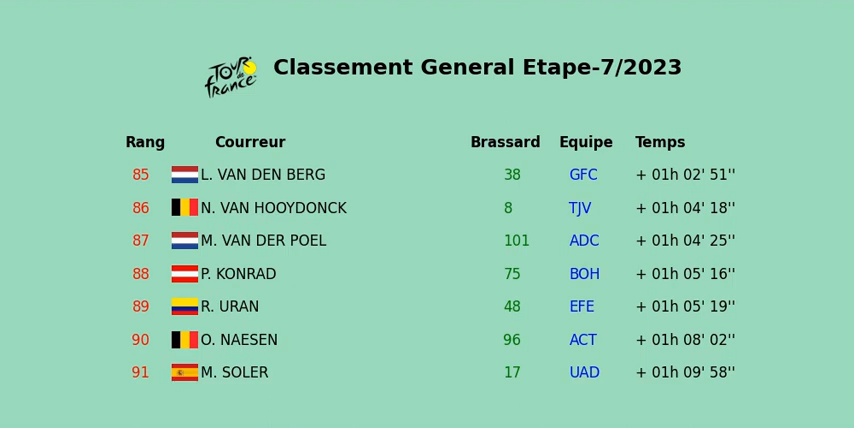 TOUR de france
Classement General Etape-7/2023
Rang Courreur Brassard Equipe Temps
85 L. VAN DEN BERG 38 GFC + 01h 02' 51''
86 N. VAN HOOYDONCK 8 TJV + 01h 04' 18''
87 M. VAN DER POEL 101 ADC + 01h 04' 25''
88 P. KONRAD 75 BOH + 01h 05' 16''
89 R. URAN 48 EFE + 01h 05' 19''
90 O. NAESEN 96 ACT + 01h 08' 02''
91 M. SOLER 17 UAD + 01h 09' 58''